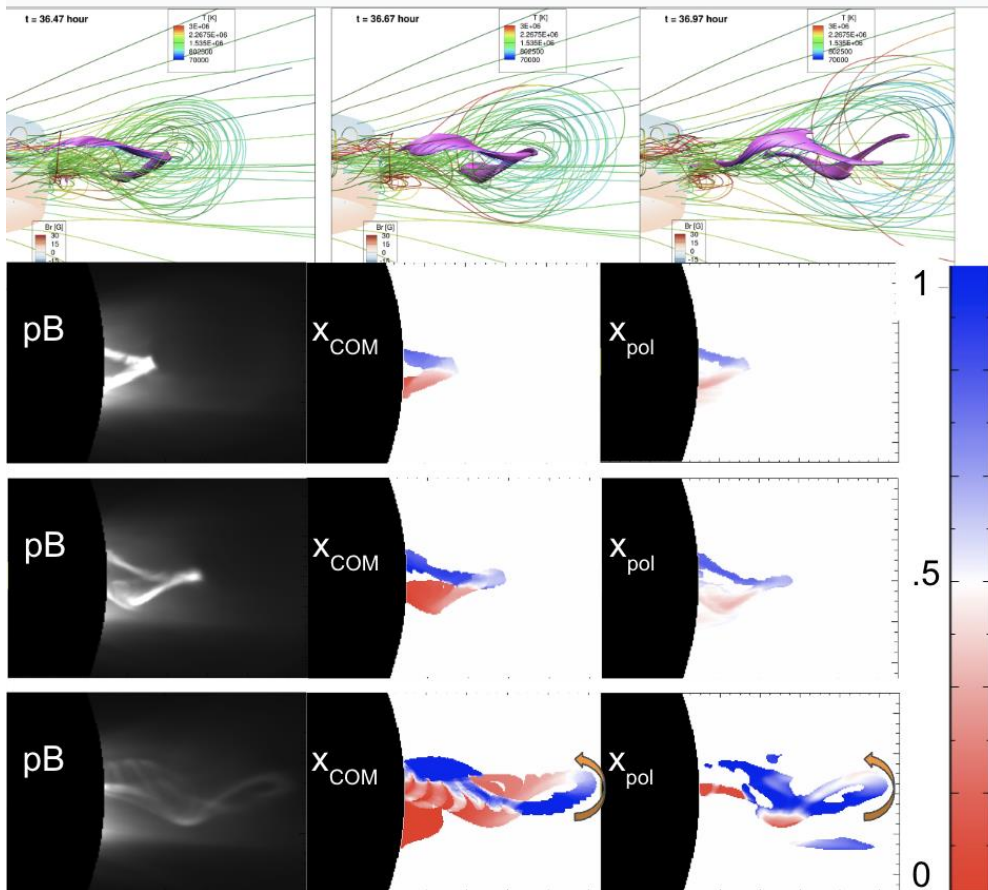 t = 36.47 hour
T [K]
3E+06
2.2675E+06
1.535E+06
802500
70000
Br [G]
30
15
0
-15
t = 36.67 hour
T [K]
3E+06
2.2675E+06
1.535E+06
802500
70000
Br [G]
30
15
0
-15
t = 36.97 hour
T [K]
3E+06
2.2675E+06
1.535E+06
802500
70000
Br [G]
30
15
0
-15
pB
xCOM
xpol
1
pB
xCOM
xpol
.5
pB
xCOM
xpol
0